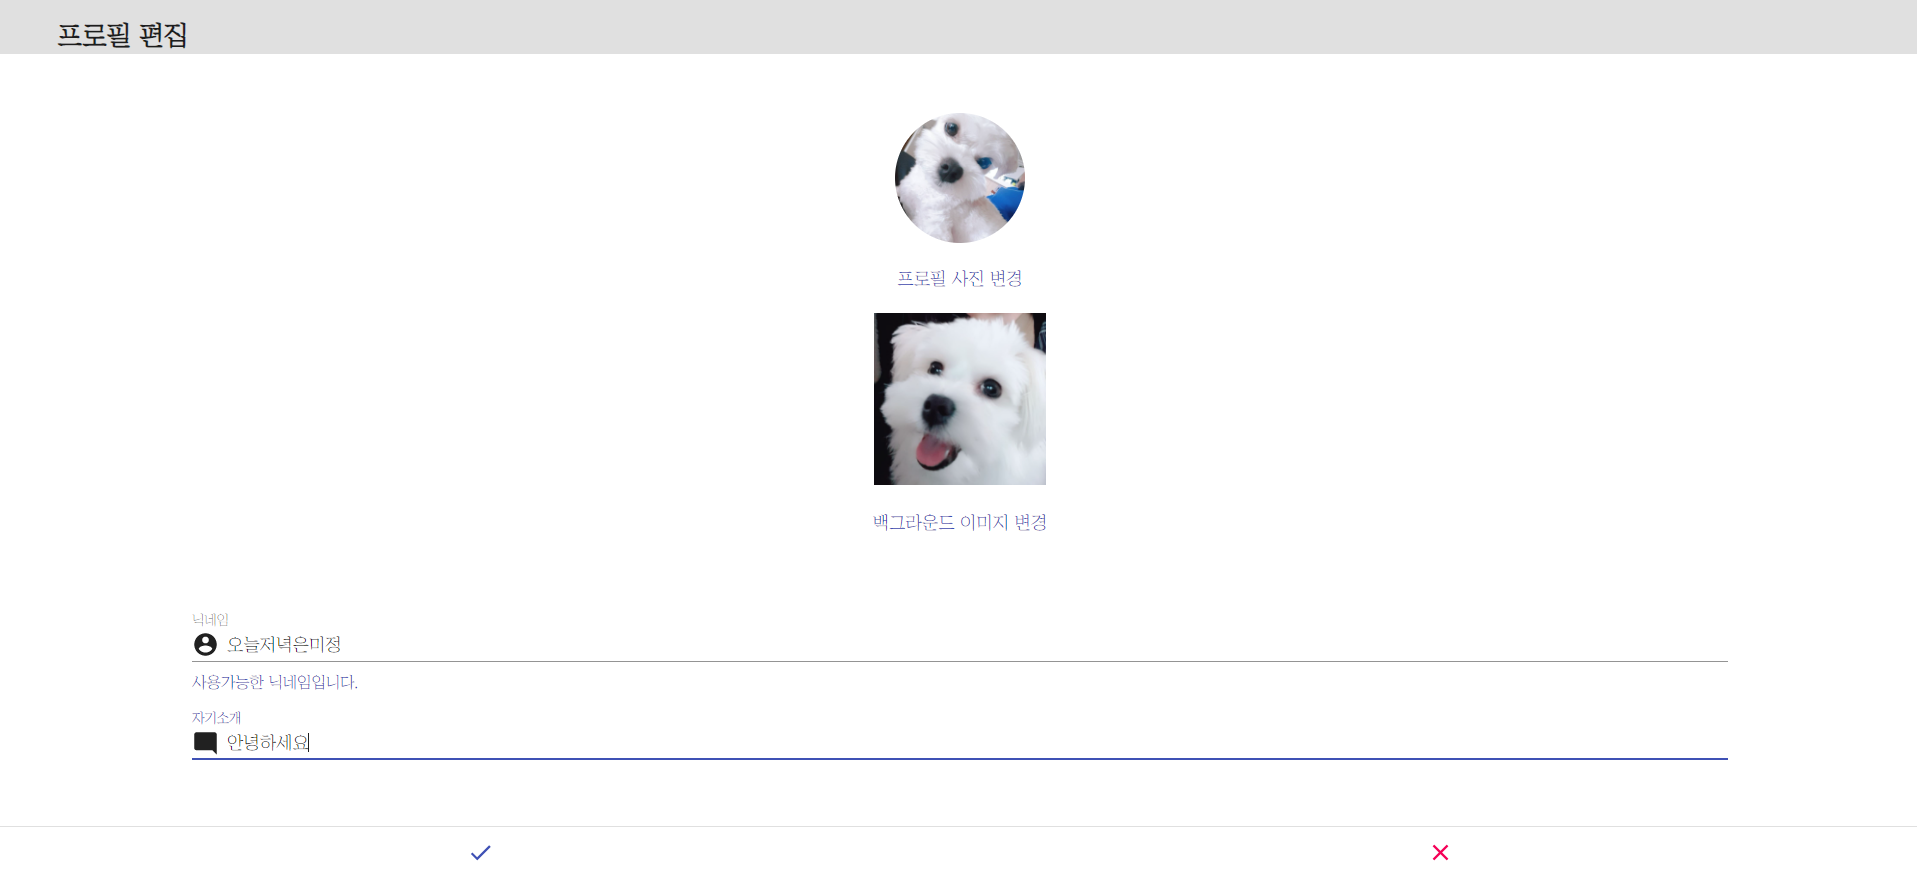 프로필 편집
프로필 사진 변경
백그라운드 이미지 변경
닉네임
오늘저녁은미정
사용가능한 닉네임입니다.
자기소개
안녕하세요